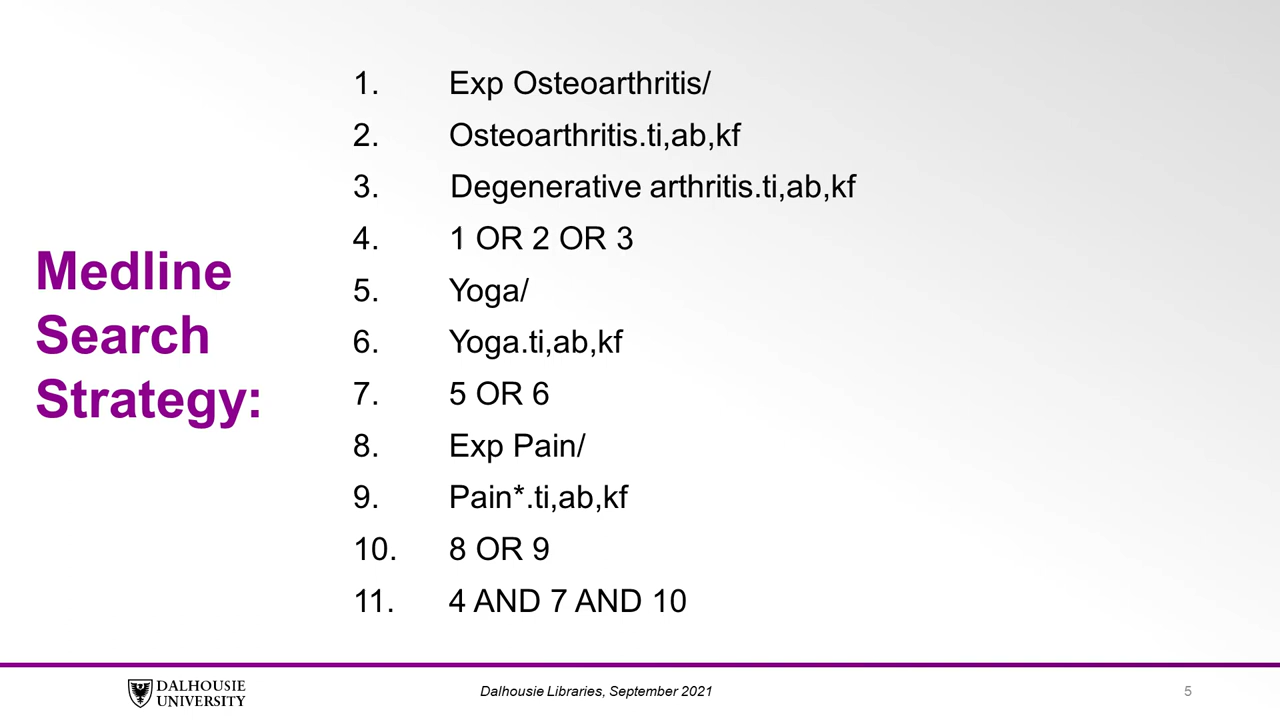 Medline
Search
Strategy:
1. Exp Osteoarthritis/
2. Osteoarthritis.ti,ab,kf
3. Degenerative arthritis.ti,ab,kf
4. 1 OR 2 OR 3
5. Yoga/
6. Yoga.ti,ab,kf
7. 5 OR 6
8. Exp Pain/
9. Pain*.ti,ab,kf
10. 8 OR 9
11. 4 AND 7 AND 10
DALHOUSIE
UNIVERSITY
Dalhousie Libraries, September 2021
5